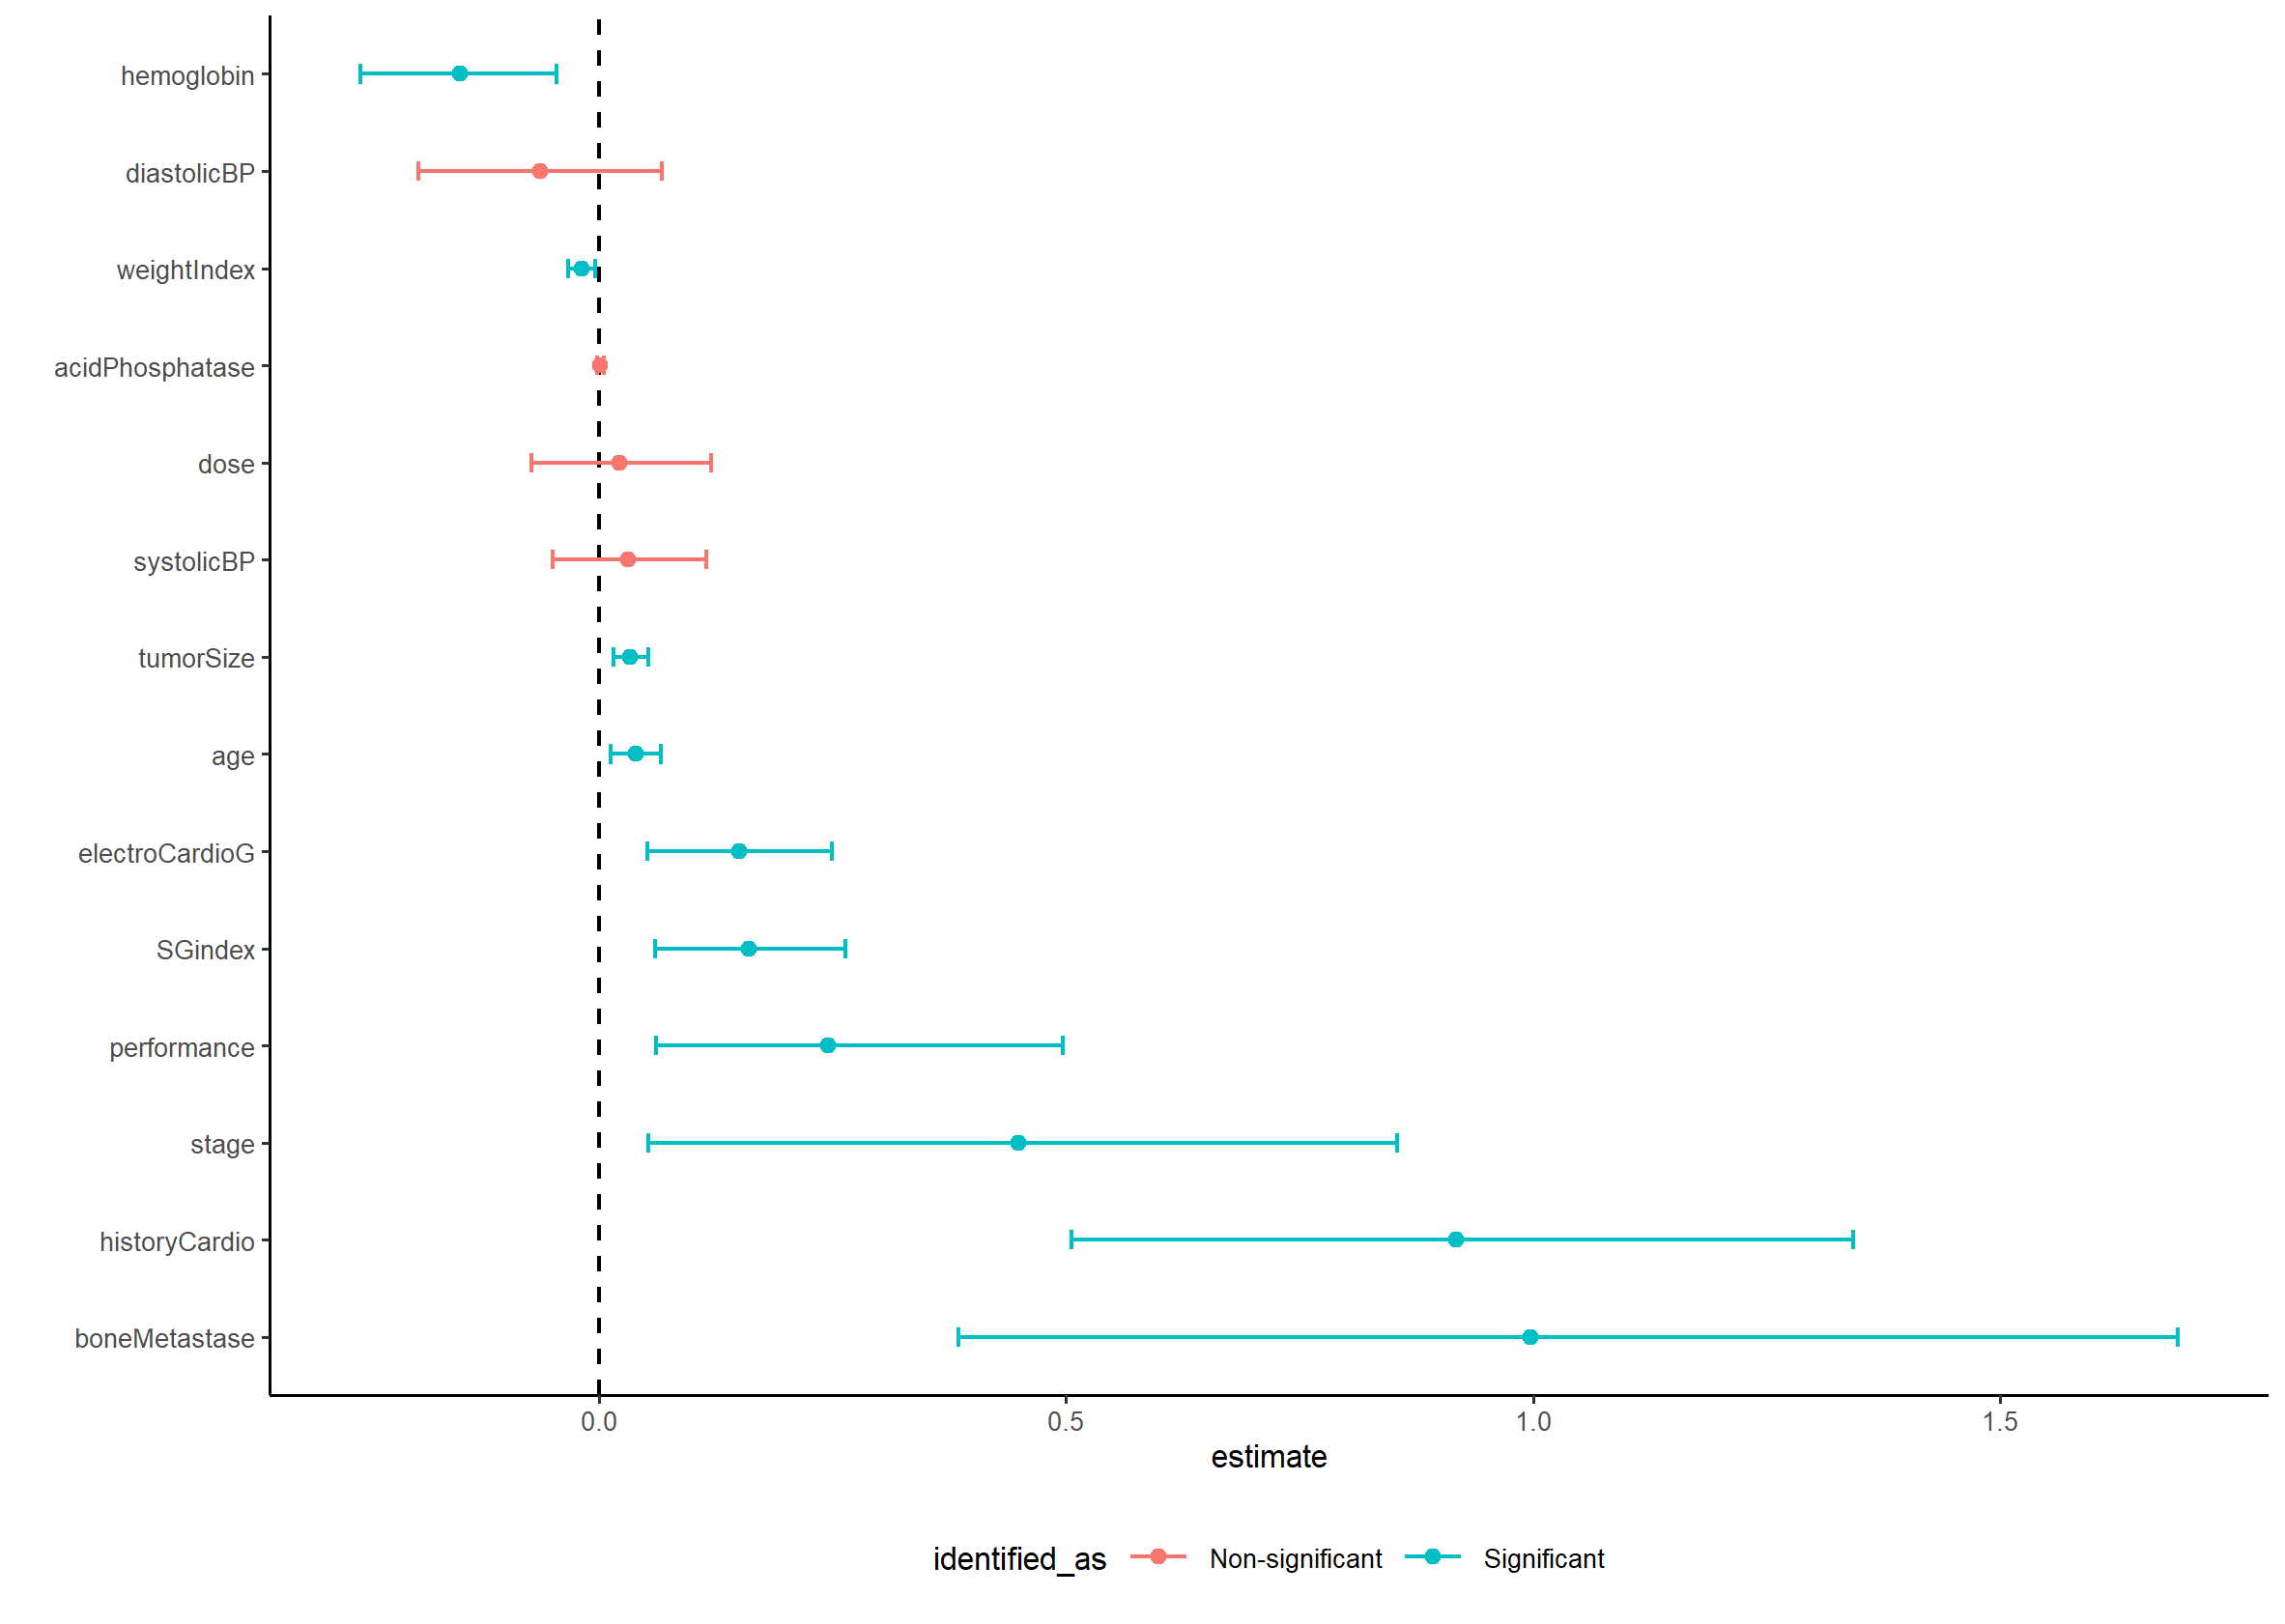 hemoglobin
diastolicBP
weightIndex
acidPhosphatase
dose
systolicBP
tumorSize
age
electroCardioG
SGindex
performance
stage
historyCardio
boneMetastase
0.0 0.5 1.0 1.5
estimate
identified_as Non-significant Significant